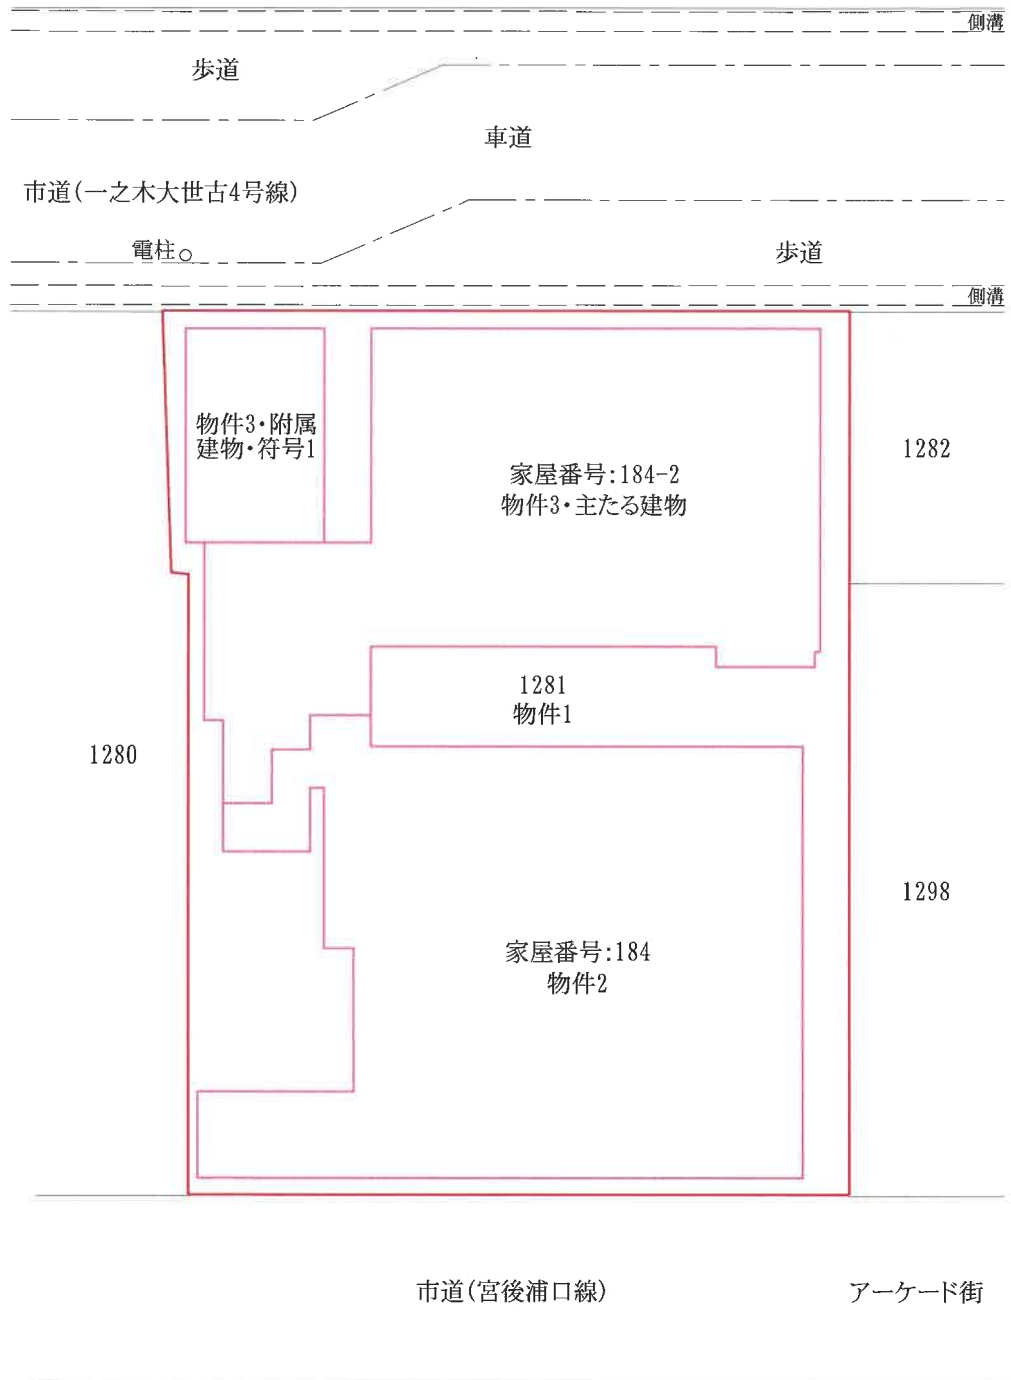 側溝
歩道
車道
市道(一之木大世古4号線)
電柱
歩道
側溝
物件3・附属
建物・符号1
家屋番号:184-2
物件3・主たる建物
1282
1281
物件1
1280
1298
家屋番号:184
物件2
市道(宮後浦口線)
アーケード街